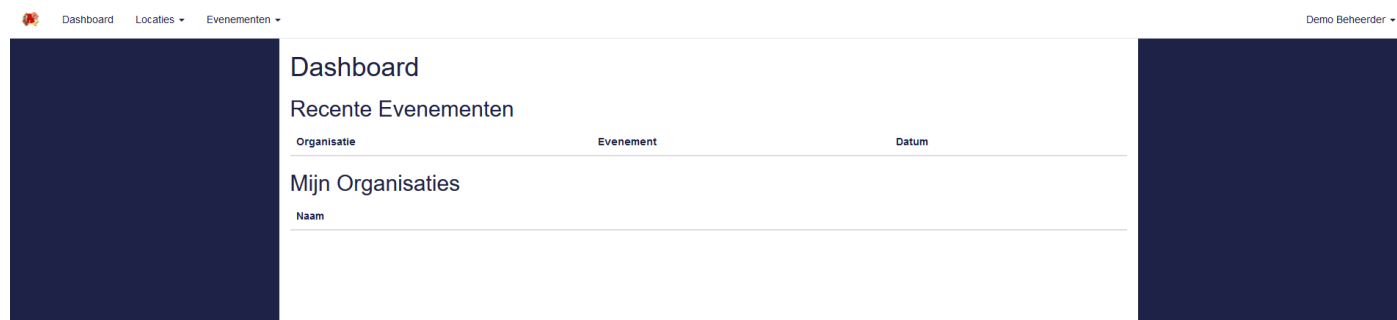 Dashboard Locaties Evenementen Demo Beheerder
Dashboard
Recente Evenementen
Organisatie Evenement Datum
Mijn Organisaties
Naam